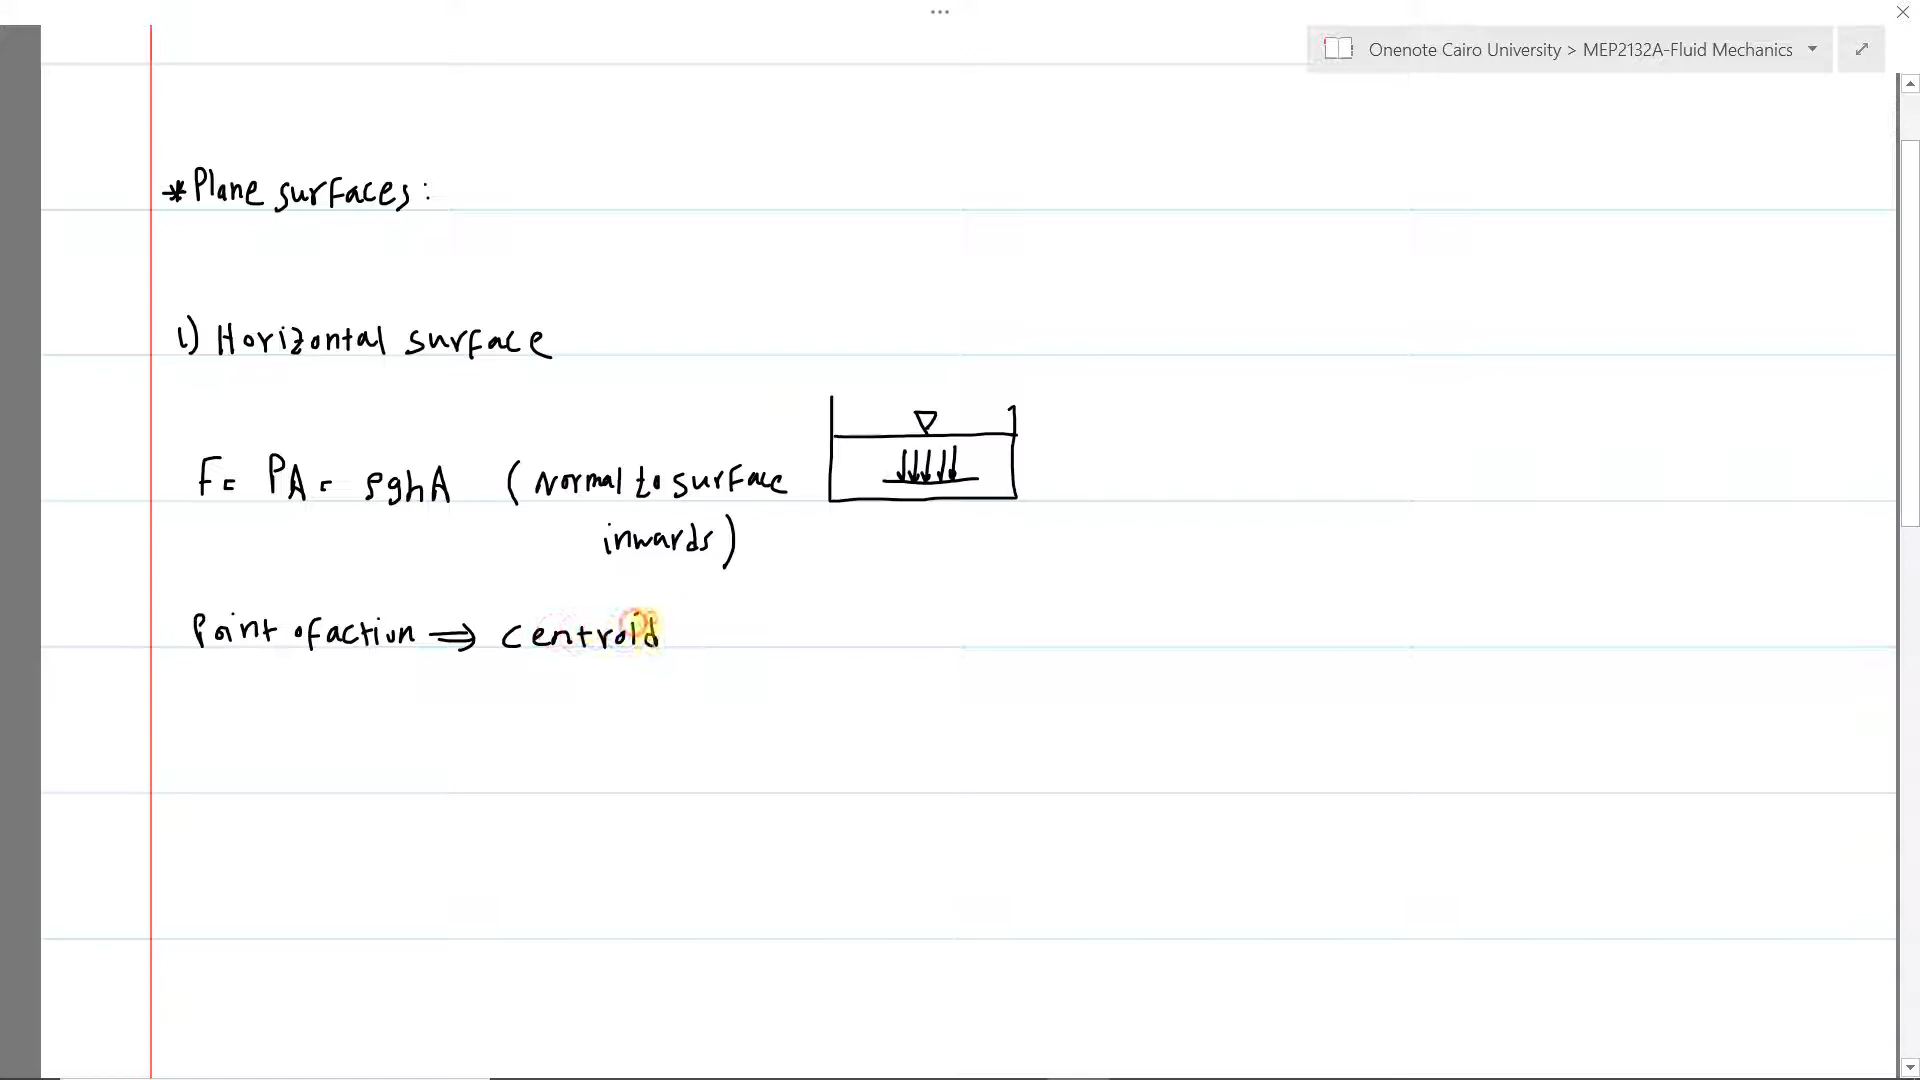 Onenote Cairo University > MEP2132A-Fluid Mechanics
*Plane surfaces:
1) Horizontal surface
F= PA= ρghA (Normal to surface
inwards)
Point of action ⇒ centroid